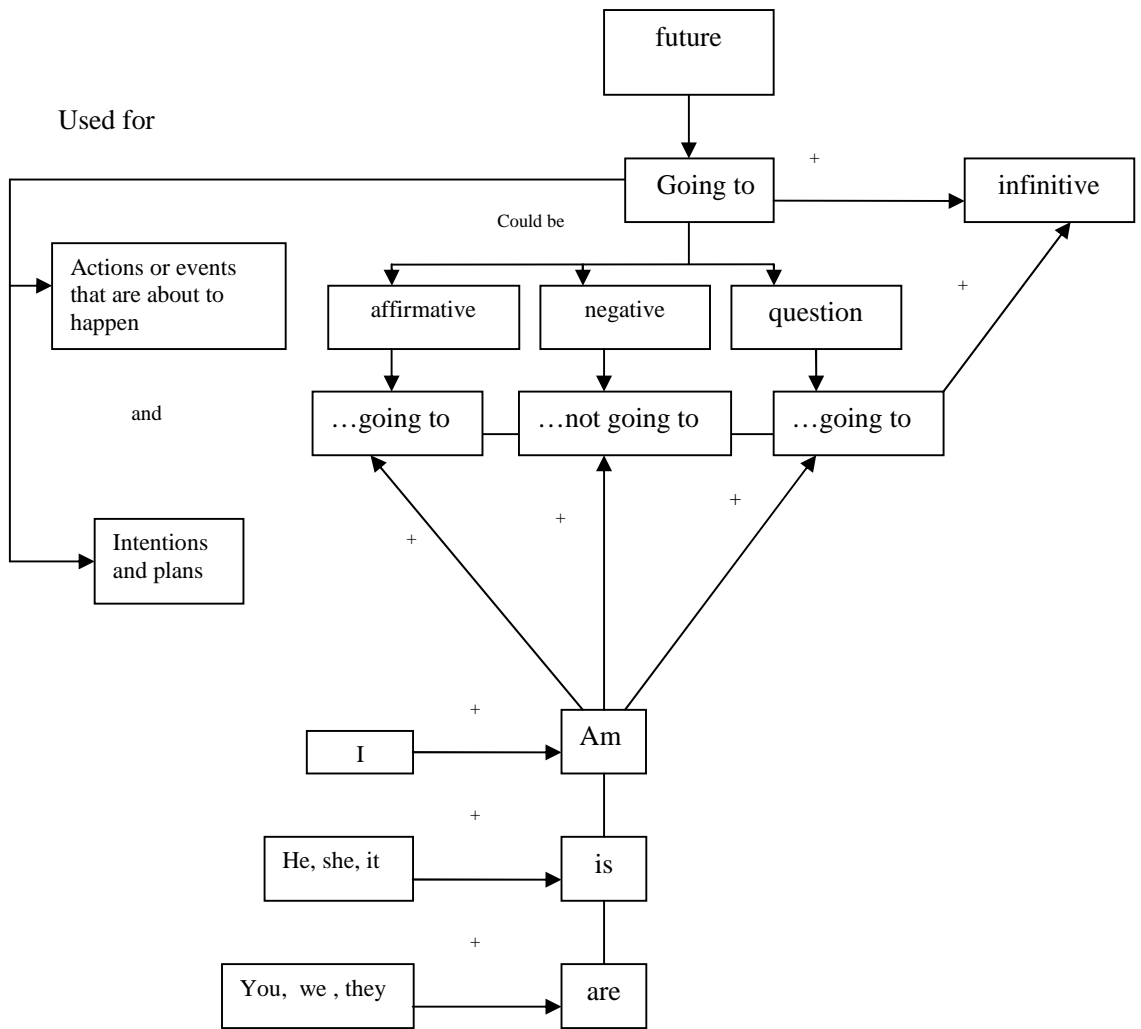 future
Used for
+
Going to
infinitive
Could be
Actions or events
that are about to
happen
+
affirmative
negative
question
and
…going to
…not going to
…going to
+
+
+
Intentions
and plans
+
Am
I
+
He, she, it
is
+
You, we , they
are